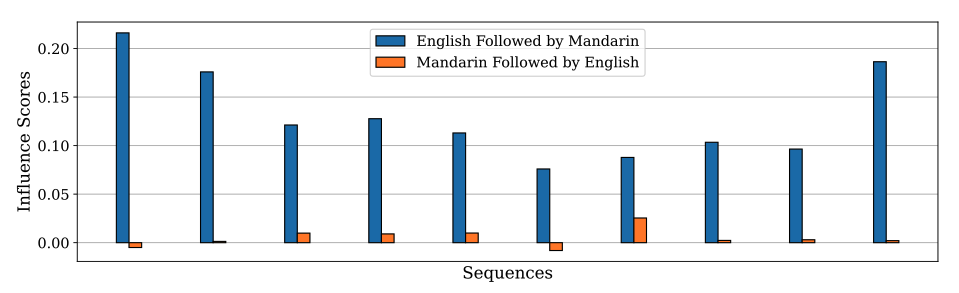 English Followed by Mandarin
Mandarin Followed by English
0.20
0.15
0.10
0.05
0.00
Influence Scores
Sequences